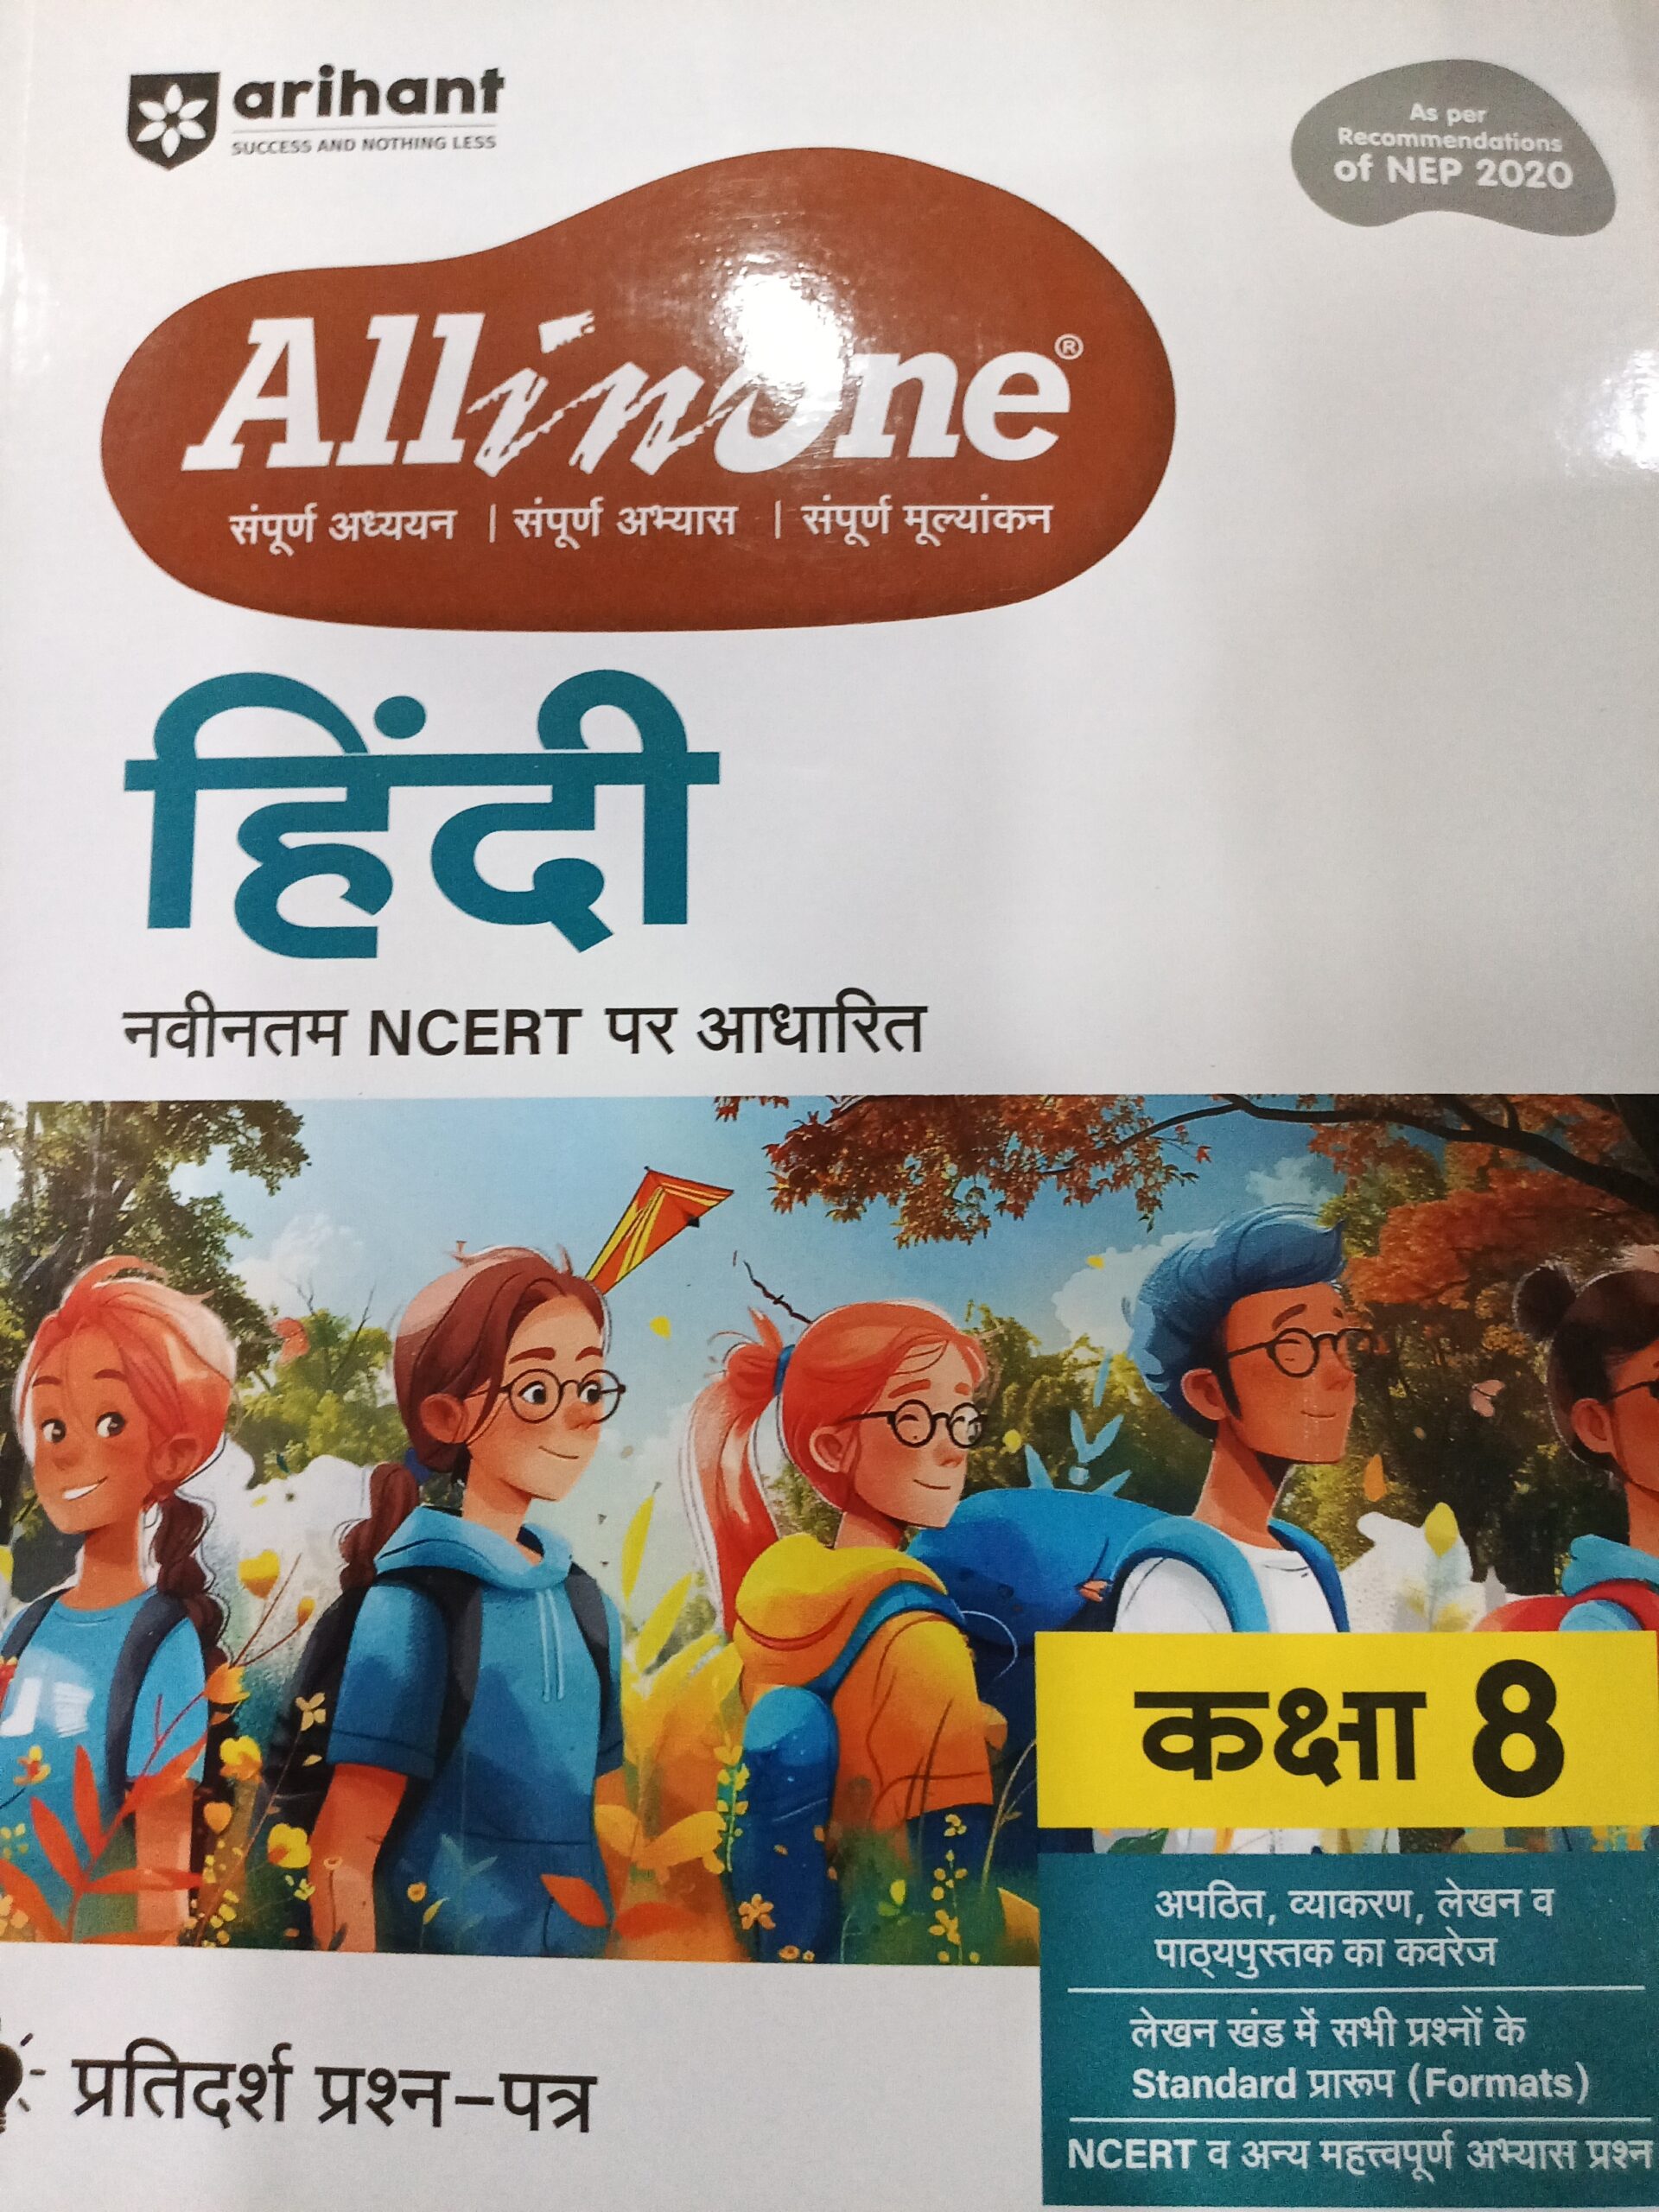 arihant
SUCCESS AND NOTHING LESS
As per
Recommendations
of NEP 2020
All in One®
संपूर्ण अध्ययन | संपूर्ण अभ्यास | संपूर्ण मूल्यांकन
हिंदी
नवीनतम NCERT पर आधारित
कक्षा 8
अपठित, व्याकरण, लेखन व
पाठ्यपुस्तक का कवरेज
लेखन खंड में सभी प्रश्नों के
Standard प्रारूप (Formats)
NCERT व अन्य महत्त्वपूर्ण अभ्यास प्रश्न
प्रतिदर्श प्रश्न-पत्र